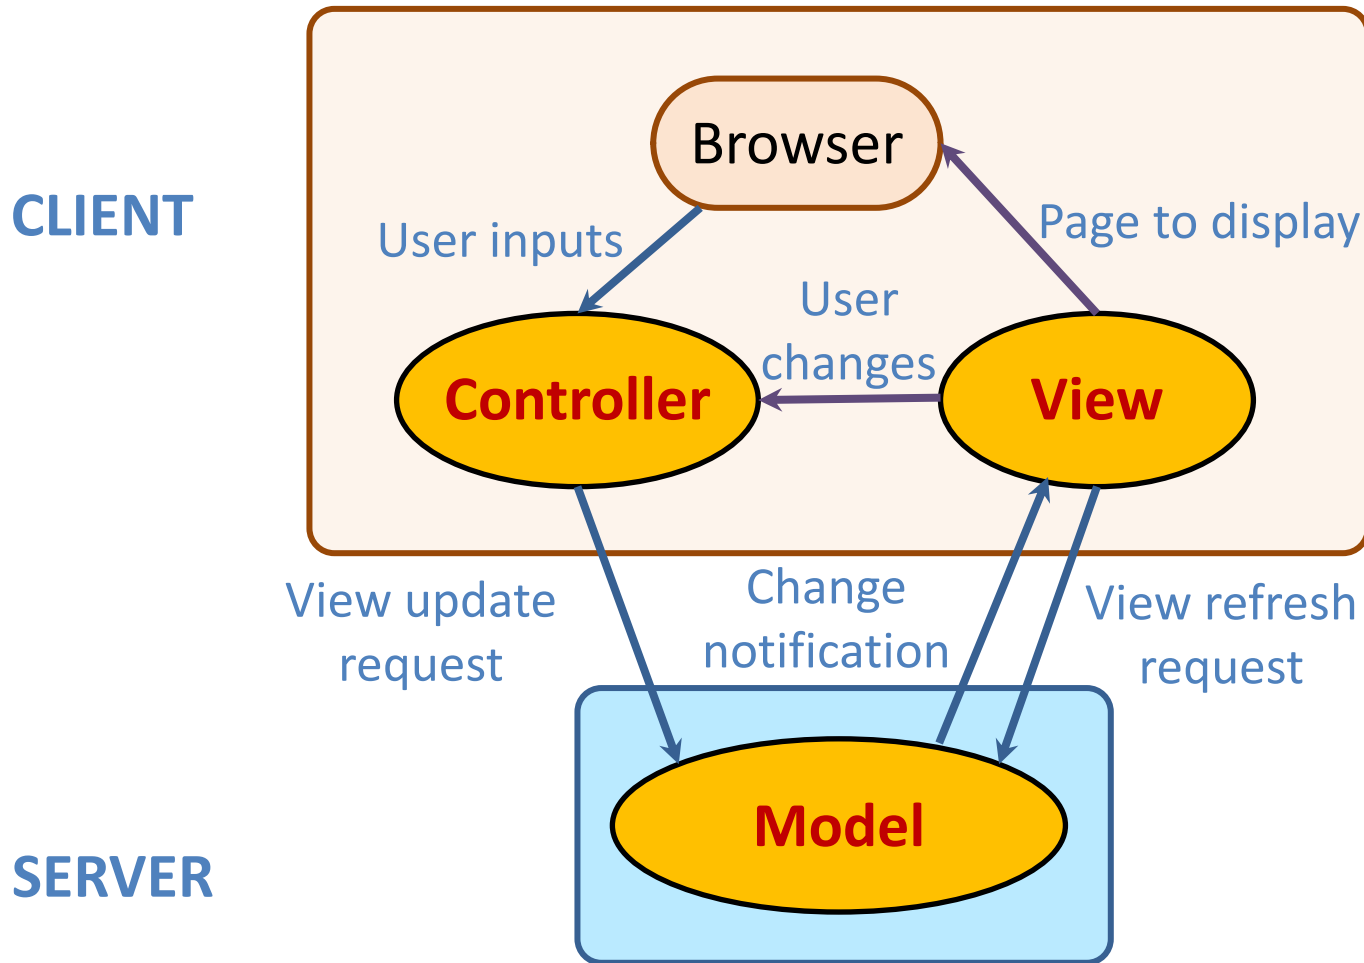 Browser
CLIENT
User inputs
Page to display
User
changes
Controller
View
View update
request
Change
notification
View refresh
request
Model
SERVER